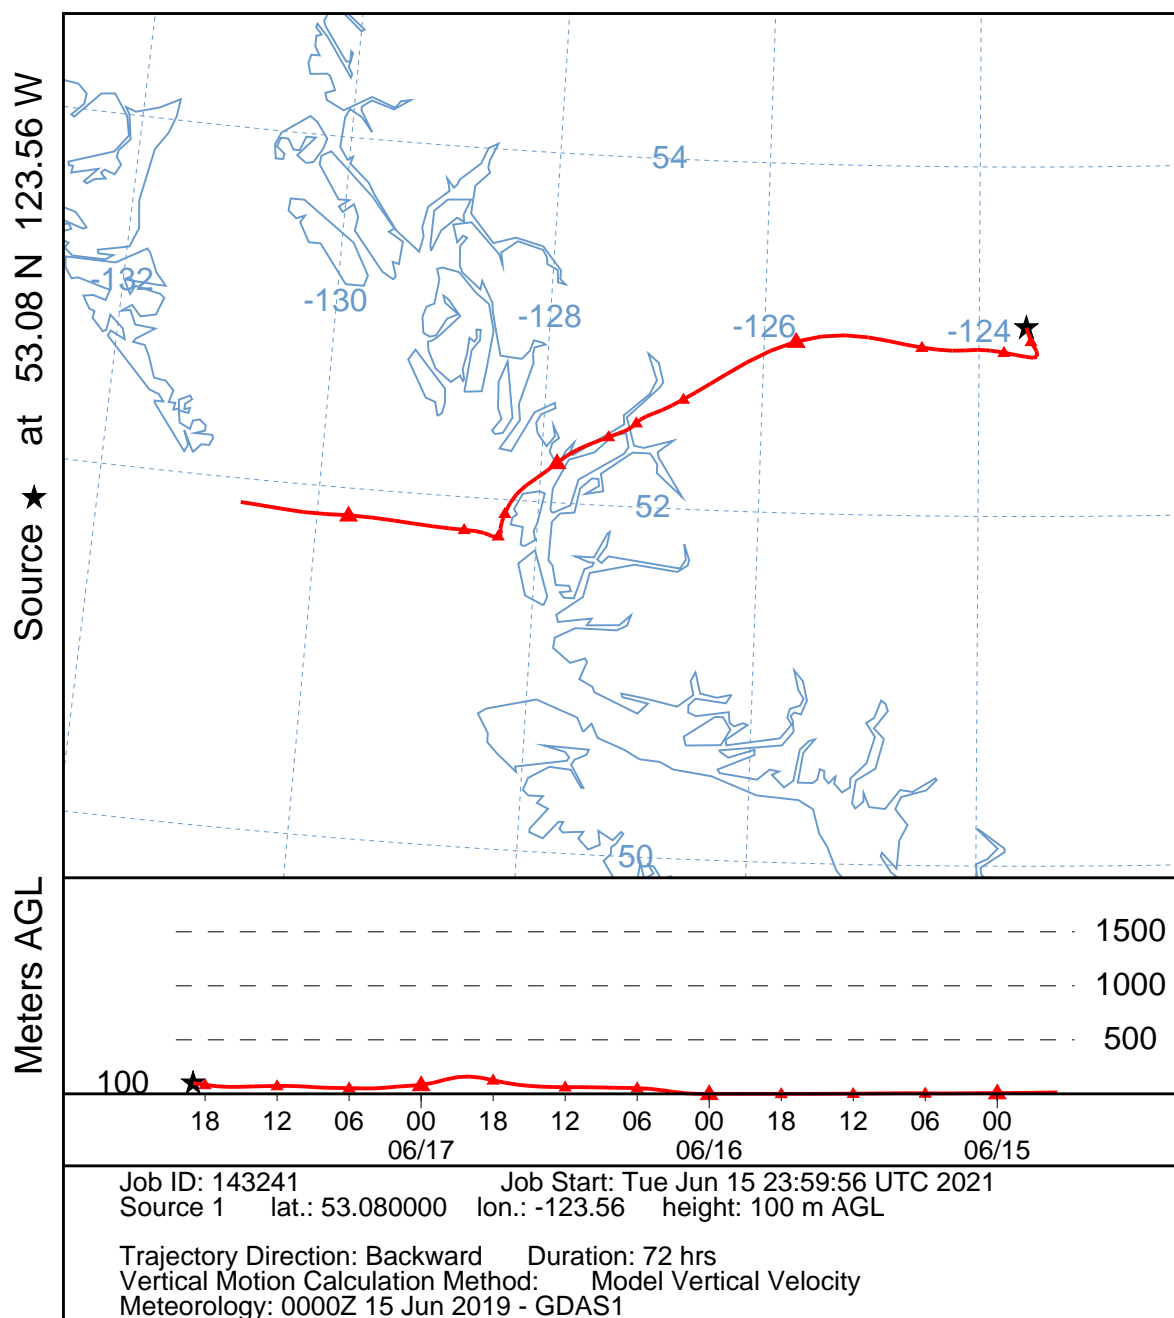 Source ★ at 53.08 N 123.56 W
54
-132
-130
-128
-126
-124
52
50
Meters AGL
1500
1000
500
100
18 12 06 00 18 12 06 00 18 12 06 00
06/17 06/16 06/15
Job ID: 143241 Job Start: Tue Jun 15 23:59:56 UTC 2021
Source 1 lat.: 53.080000 lon.: -123.56 height: 100 m AGL
Trajectory Direction: Backward Duration: 72 hrs
Vertical Motion Calculation Method: Model Vertical Velocity
Meteorology: 0000Z 15 Jun 2019 - GDAS1